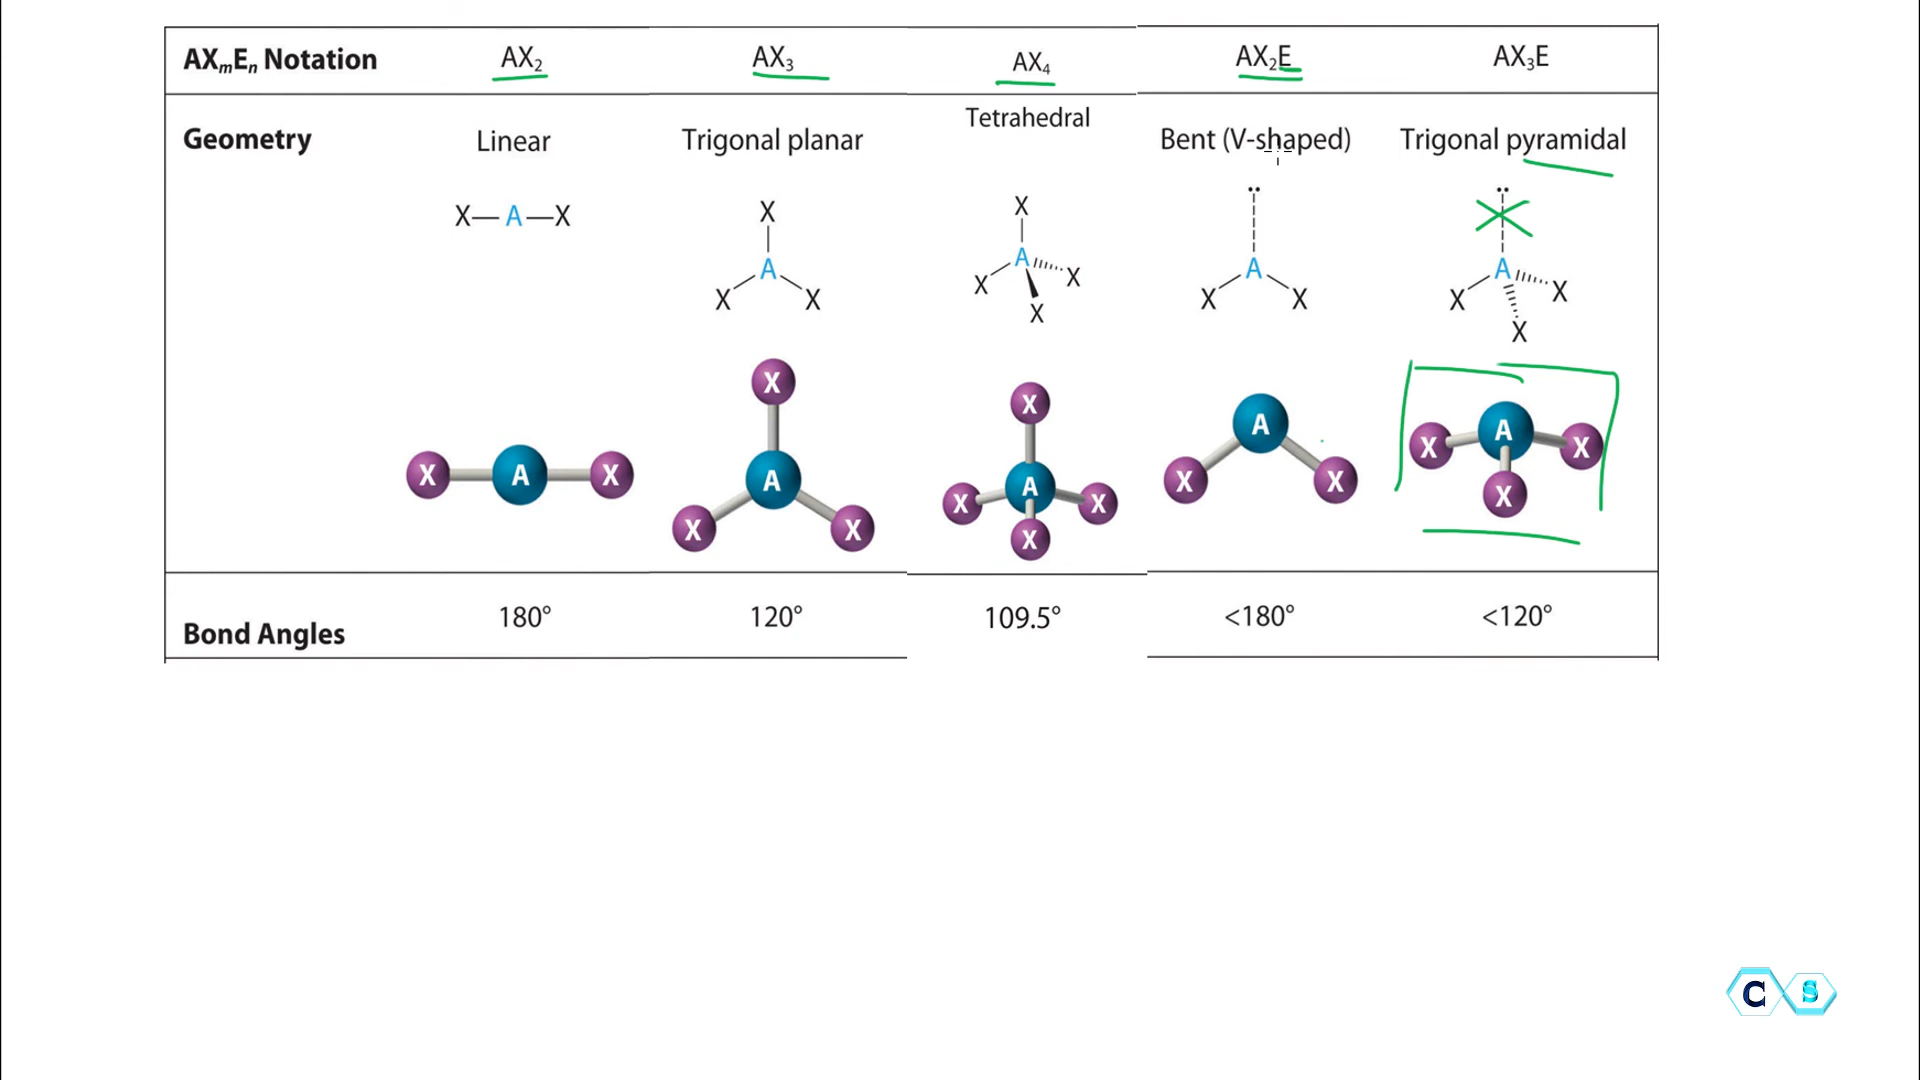 AXmEn Notation AX2 AX3 AX4 AX2E AX3E
Geometry Linear Trigonal planar Tetrahedral Bent (V-shaped) Trigonal pyramidal
X—A—X
X
A
X X
X
A
X X
X
A
X X
A
X X
X
X A X
X
A
X X
X
A
X X
X
A
X X
A
X X
X
Bond Angles 180° 120° 109.5° <180° <120°
C S